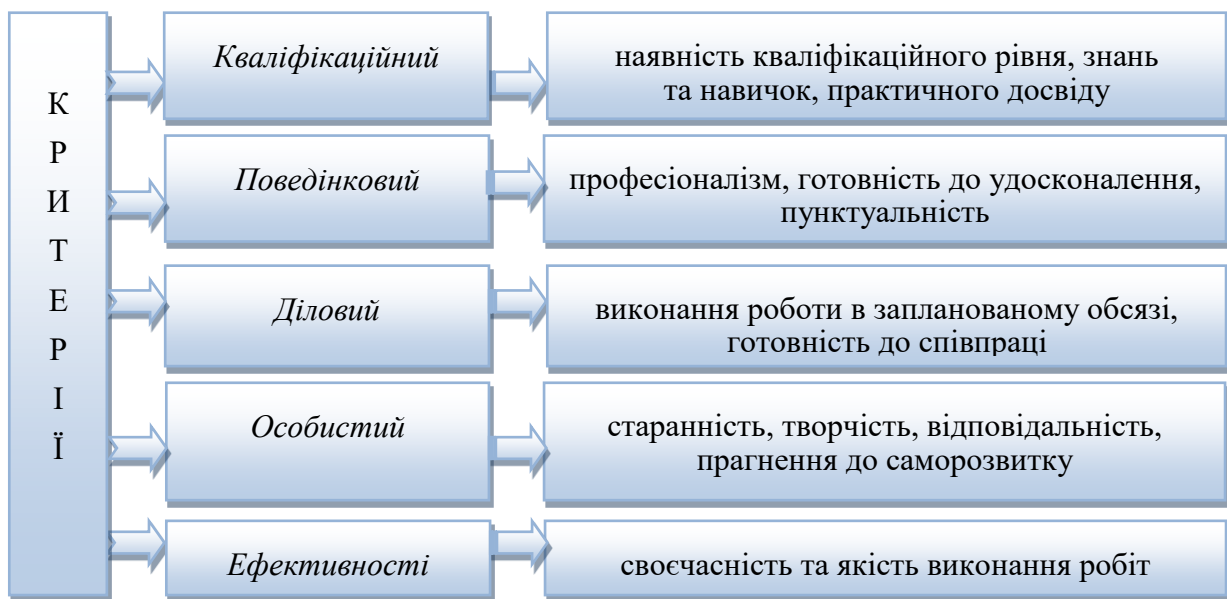 КРИТЕРІЇ
Кваліфікаційний
наявність кваліфікаційного рівня, знань
та навичок, практичного досвіду
Поведінковий
професіоналізм, готовність до удосконалення,
пунктуальність
Діловий
виконання роботи в запланованому обсязі,
готовність до співпраці
Особистий
старанність, творчість, відповідальність,
прагнення до саморозвитку
Ефективності
своєчасність та якість виконання робіт